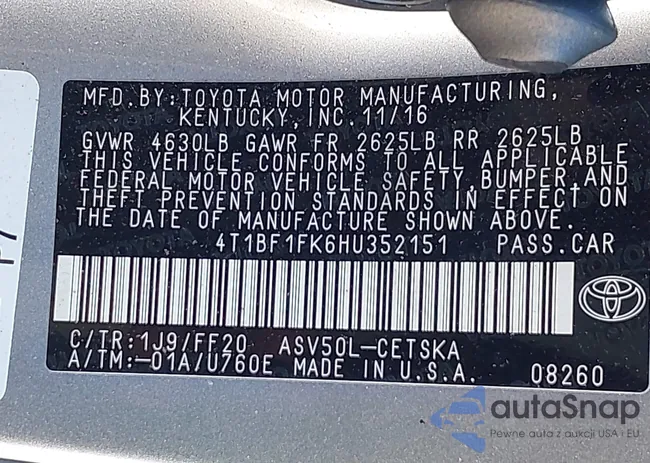 MFD. BY: TOYOTA MOTOR MANUFACTURING,
KENTUCKY, INC. 11/16
GVWR 4630LB GAWR FR 2625LB RR 2625LB
THIS VEHICLE CONFORMS TO ALL APPLICABLE
FEDERAL MOTOR VEHICLE SAFETY, BUMPER, AND
THEFT PREVENTION STANDARDS IN EFFECT ON
THE DATE OF MANUFACTURE SHOWN ABOVE.
4T1BF1FK6HU352151 PASS. CAR
C/TR: 1J9/FF20 ASV50L-CETSKA
A/TM: -01A/U760E MADE IN U.S.A. 08260
autaSnap
Pewne auta z aukcji USA i EU